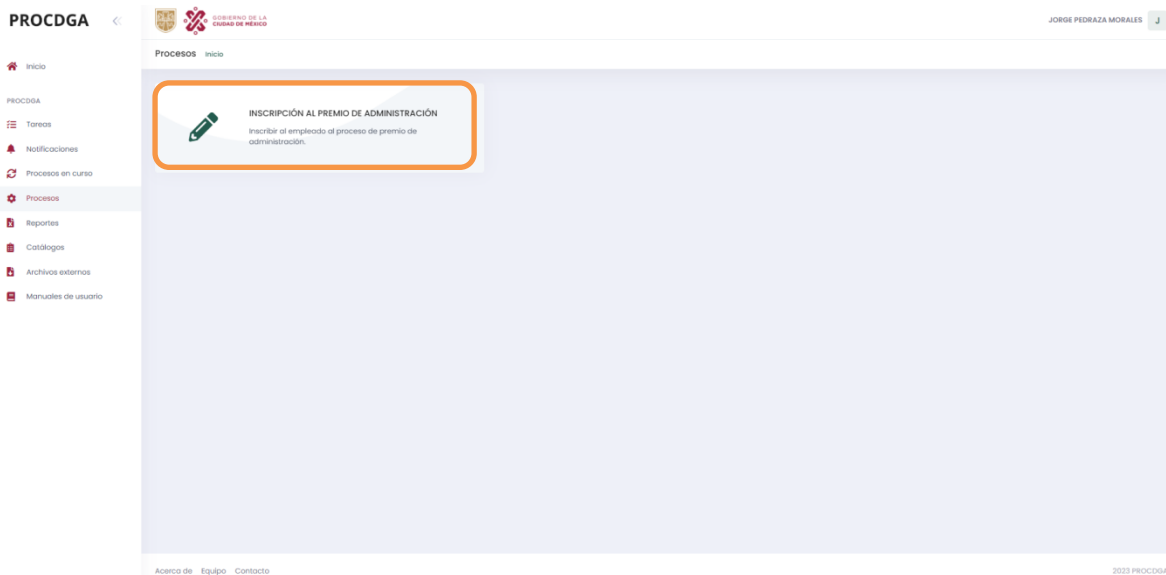 PROCDGA
GOBIERNO DE LA
CIUDAD DE MÉXICO
JORGE PEDRAZA MORALES J
Procesos Inicio
Inicio
PROCDGA
Tareas
Notificaciones
Procesos en curso
Procesos
Reportes
Catálogos
Archivos externos
Manuales de usuario
INSCRIPCIÓN AL PREMIO DE ADMINISTRACIÓN
Inscribir al empleado al proceso de premio de
administración.
Acerca de Equipo Contacto
2023 PROCDGA